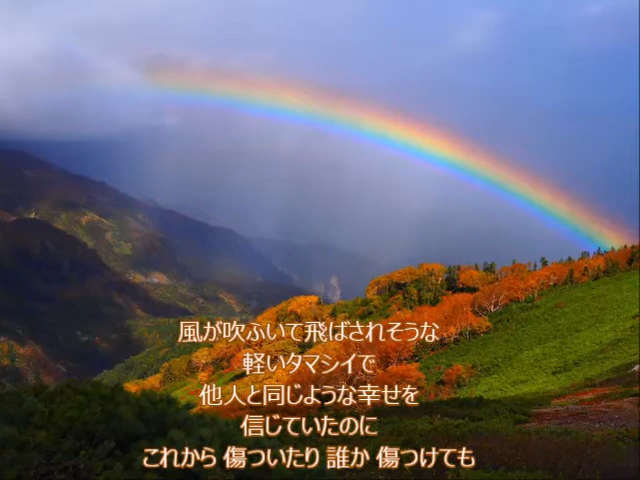 風が吹ふいて飛ばされそうな
軽いタマシイで
他人と同じような幸せを
信じていたのに
これから 傷ついたり 誰か 傷つけても